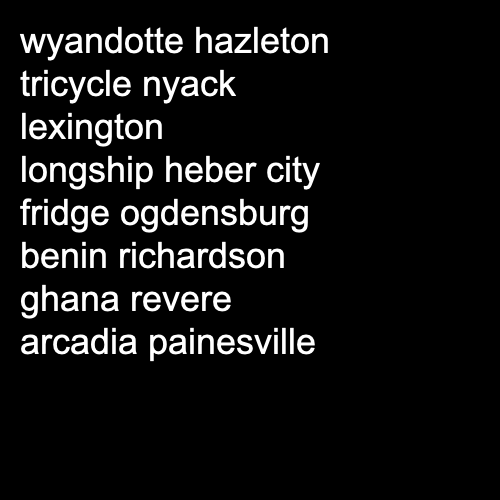 wyandotte hazleton
tricycle nyack
lexington
longship heber city
fridge ogdensburg
benin richardson
ghana revere
arcadia painesville